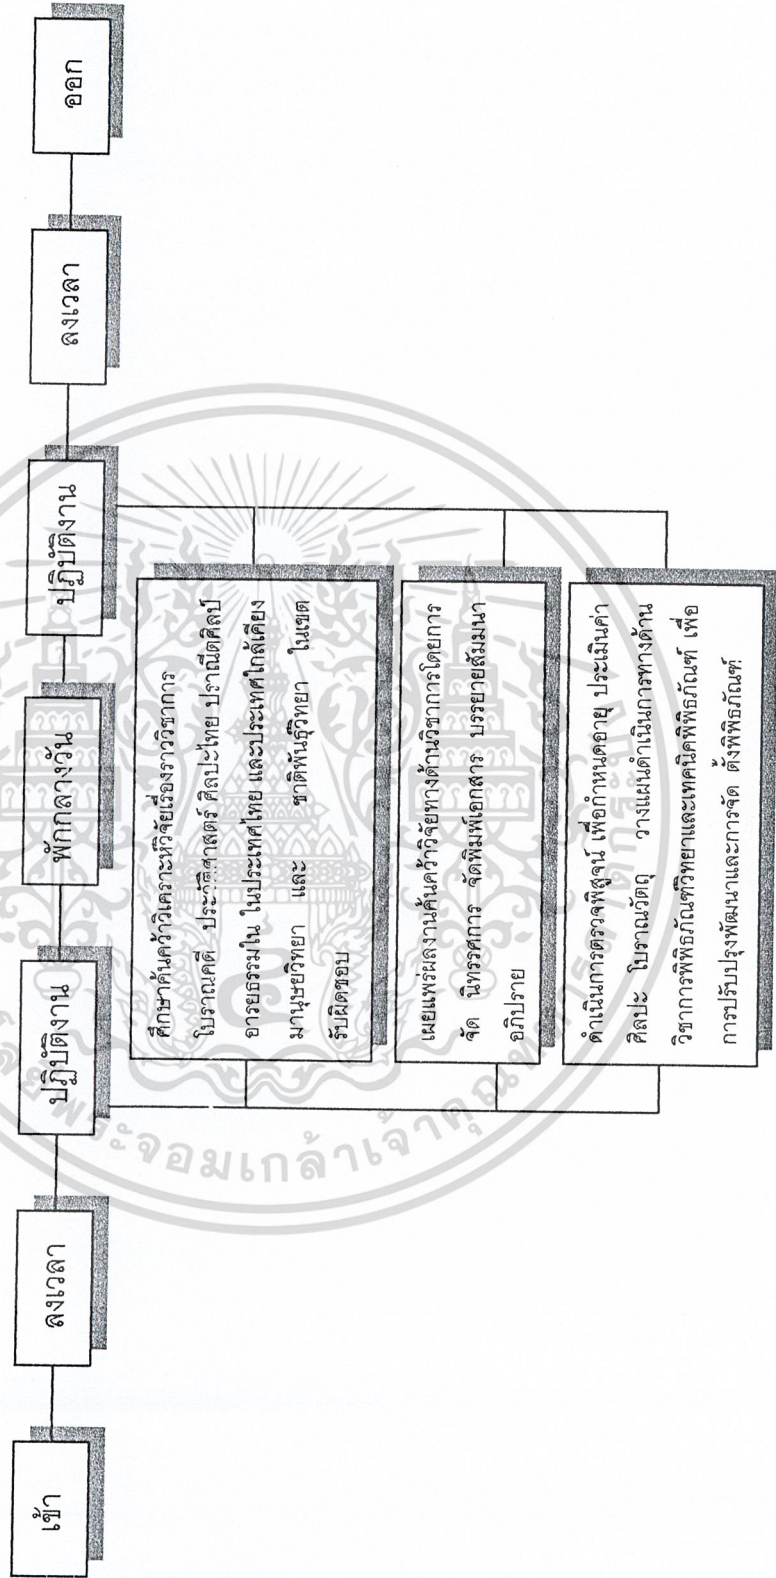 เข้า
ลงเวลา
ปฏิบัติงาน
พักกลางวัน
ปฏิบัติงาน
ลงเวลา
ออก
ศึกษาค้นคว้าวิเคราะห์วิจัยเรื่องราววิชาการ
โบราณคดี ประวัติศาสตร์ ศิลปะไทย ปราณีตศิลป์
อารยธรรมใน ในประเทศไทย และประเทศใกล้เคียง
มานุษยวิทยา และ ชาติพันธุ์วิทยา ในเขต
รับผิดชอบ
เผยแพร่ผลงานค้นคว้าวิจัยทางด้านวิชาการโดยการ
จัด นิทรรศการ จัดพิมพ์เอกสาร บรรยายสัมมนา
อภิปราย
ดำเนินการตรวจพิสูจน์ เพื่อกำหนดอายุ ประเมินค่า
ศิลปะ โบราณวัตถุ วางแผนดำเนินการทางด้าน
วิชาการพิพิธภัณฑ์วิทยาและเทคนิคพิพิธภัณฑ์ เพื่อ
การปรับปรุงพัฒนาและการจัด ตั้งพิพิธภัณฑ์
พระจอมเกล้าเจ้าคุณทหาร